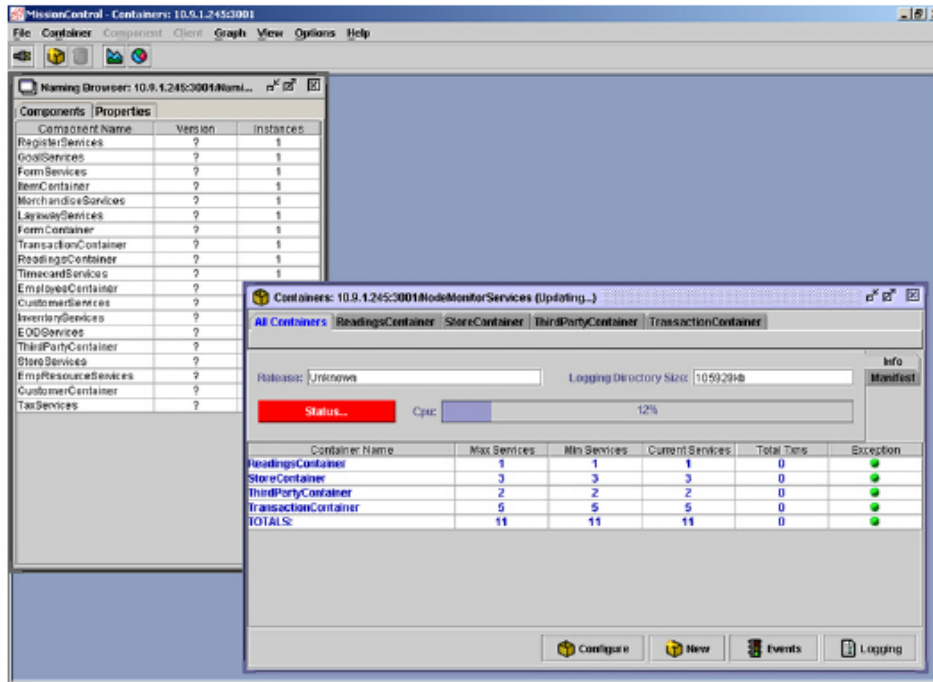 MissionControl - Containers: 10.9.1.245:3001
File Container Component Client Graph View Options Help
Naming Browser: 10.9.1.245:3001/Nami...
Components Properties
Component Name Version Instances
RegisterServices ? 1
GoalServices ? 1
FormServices ? 1
ItemContainer ? 1
MerchandiseServices ? 1
LayawayServices ? 1
FormContainer ? 1
TransactionContainer ? 1
ReadingsContainer ? 1
TimecardServices ? 1
EmployeeContainer ?
CustomerServices ?
InventoryServices ?
EODServices ?
ThirdPartyContainer ?
StoreServices ?
EmpResourceServices ?
CustomerContainer ?
TaxServices ?
Containers: 10.9.1.245:3001/NodeMonitorServices (Updating...)
All Containers ReadingsContainer StoreContainer ThirdPartyContainer TransactionContainer
Info
Manifest
Release: Unknown Logging Directory Size: 105929kb
Status... Cpu: 12%
Container Name Max Services Min Services Current Services Total Txns Exception
ReadingsContainer 1 1 1 0
StoreContainer 3 3 3 0
ThirdPartyContainer 2 2 2 0
TransactionContainer 5 5 5 0
TOTALS: 11 11 11 0
Configure New Events Logging